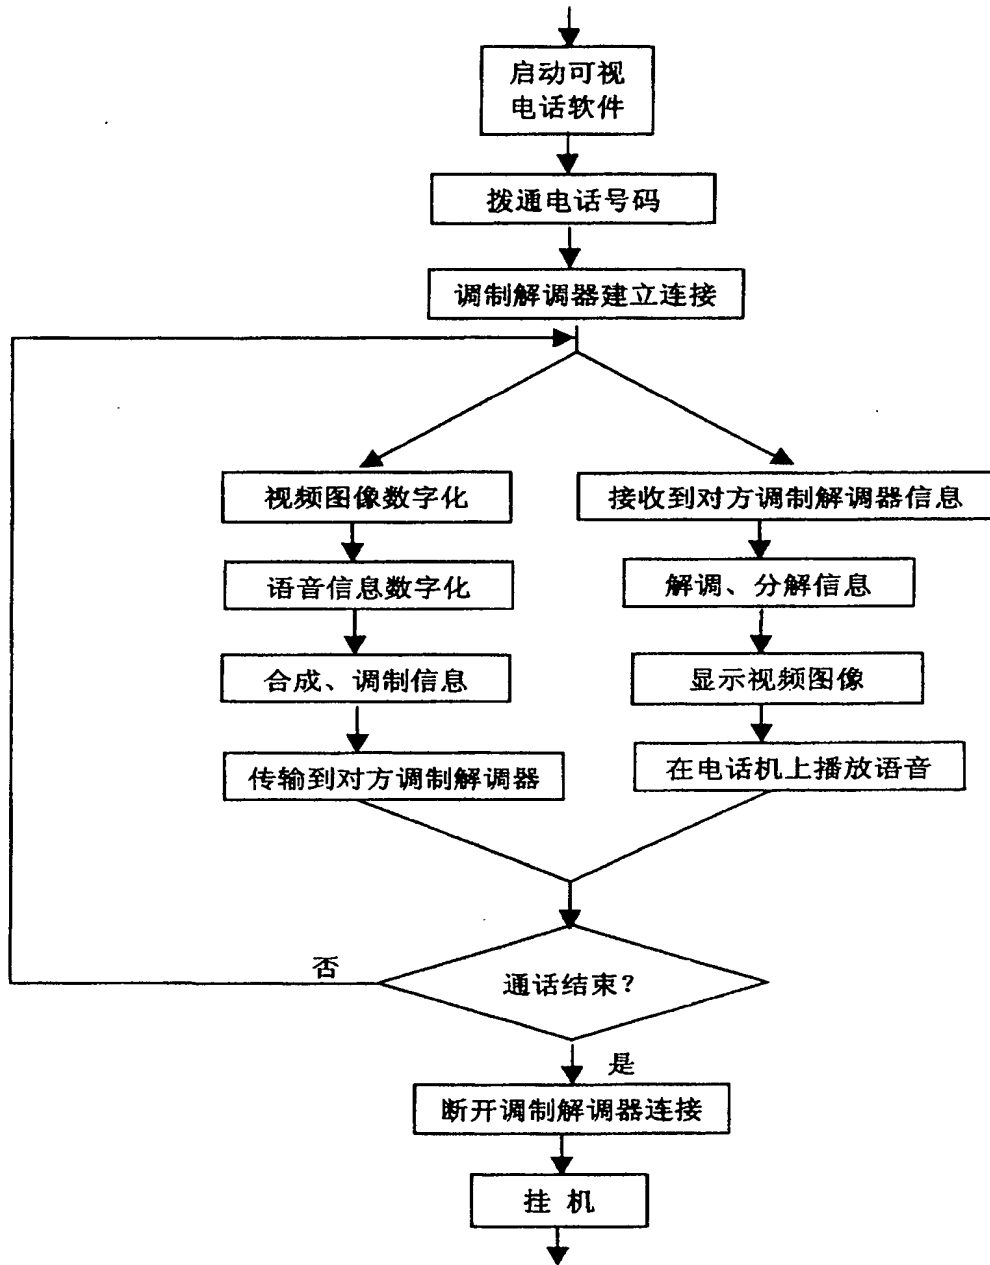 启动可视
电话软件
拨通电话号码
调制解调器建立连接
视频图像数字化
语音信息数字化
合成、调制信息
传输到对方调制解调器
接收到对方调制解调器信息
解调、分解信息
显示视频图像
在电话机上播放语音
通话结束?
否
是
断开调制解调器连接
挂 机